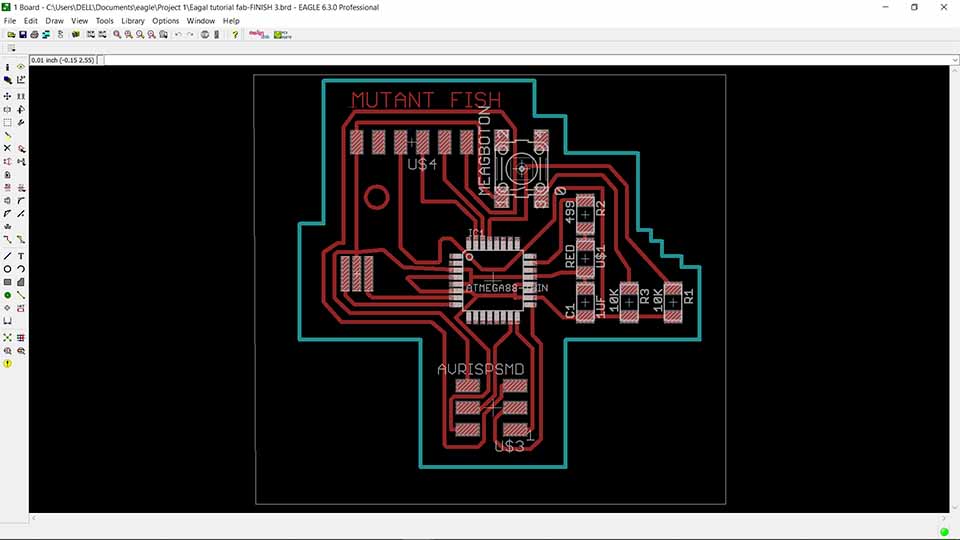 1 Board - C:\Users\DELL\Documents\eagle\Project 1\Eagal tutorial fab-FINISH 3.brd - EAGLE 6.3.0 Professional
File Edit Draw View Tools Library Options Window Help
0.01 inch (-0.15 2.55)
MUTANT FISH
MEAGBOTON
U$4
0
499
R2
IC1
RED
U$1
ATMEGA88-
C1
1UF
10K
R3
10K
R1
AVRISPSMD
1
U$3